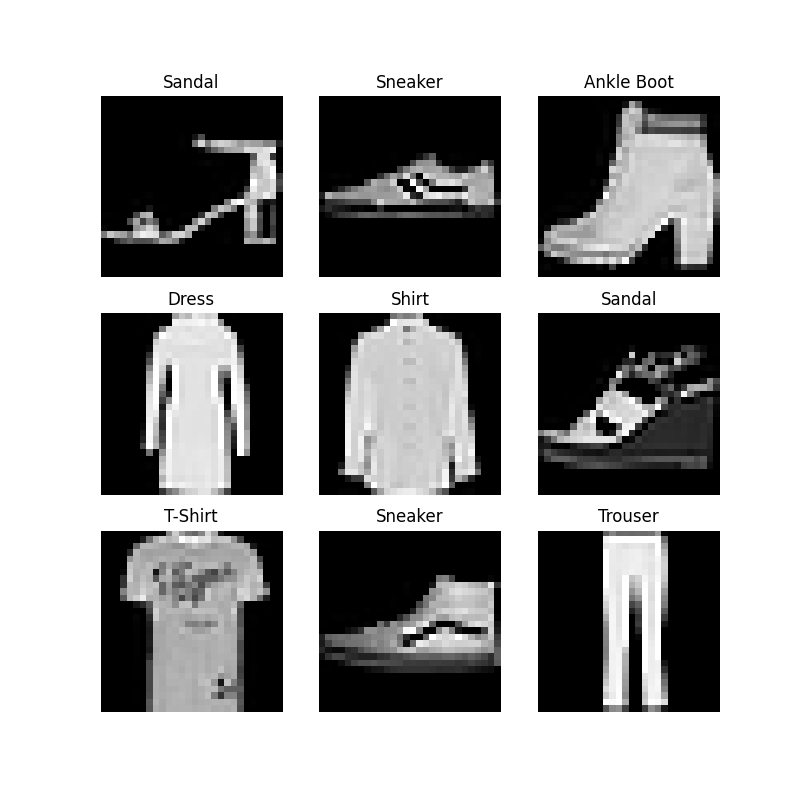 Sandal
Sneaker
Ankle Boot
Dress
Shirt
Sandal
T-Shirt
Sneaker
Trouser